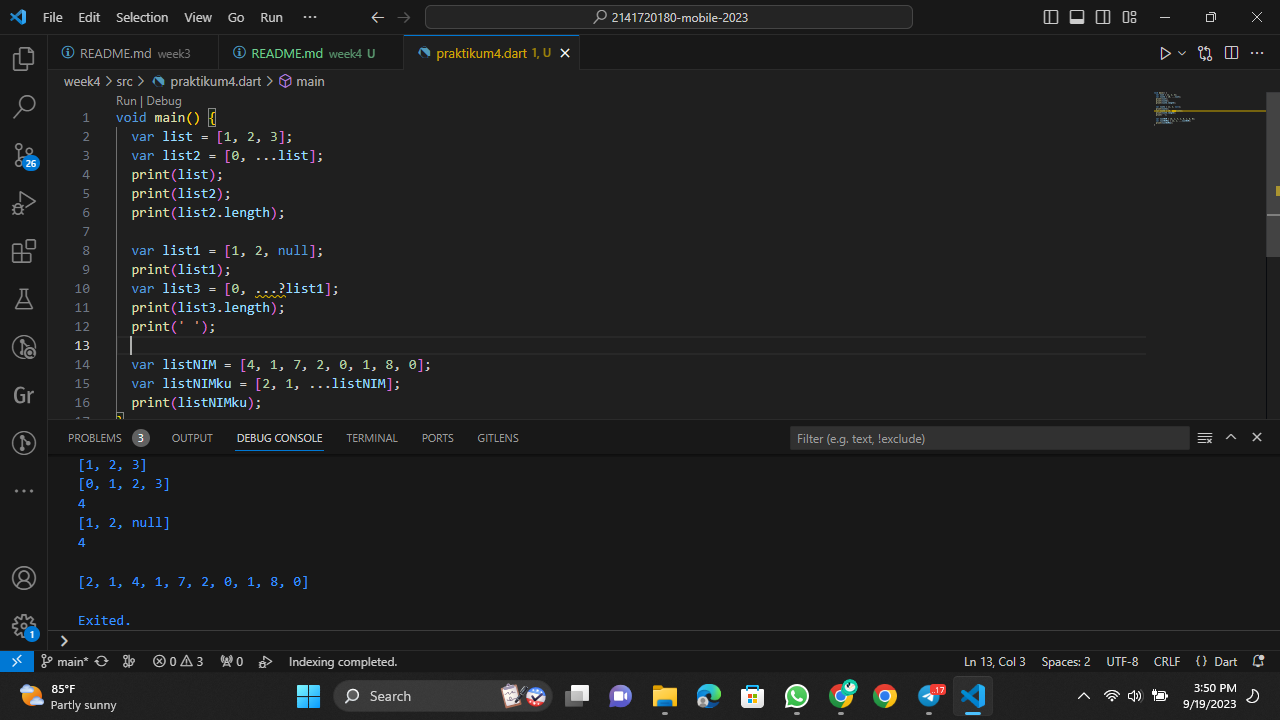 File Edit Selection View Go Run ··· 2141720180-mobile-2023
README.md week3 README.md week4 U praktikum4.dart 1, U
week4 > src > praktikum4.dart > main
Run | Debug
1 void main() {
2 var list = [1, 2, 3];
3 var list2 = [0, ...list];
4 print(list);
5 print(list2);
6 print(list2.length);
7
8 var list1 = [1, 2, null];
9 print(list1);
10 var list3 = [0, ...?list1];
11 print(list3.length);
12 print(' ');
13
14 var listNIM = [4, 1, 7, 2, 0, 1, 8, 0];
15 var listNIMku = [2, 1, ...listNIM];
16 print(listNIMku);
26
Gr
1
PROBLEMS 3 OUTPUT DEBUG CONSOLE TERMINAL PORTS GITLENS Filter (e.g. text, !exclude)
[1, 2, 3]
[0, 1, 2, 3]
4
[1, 2, null]
4
[2, 1, 4, 1, 7, 2, 0, 1, 8, 0]
Exited.
main* 0 3 0 Indexing completed. Ln 13, Col 3 Spaces: 2 UTF-8 CRLF {} Dart
85°F
Partly sunny
Search
..17
3:50 PM
9/19/2023